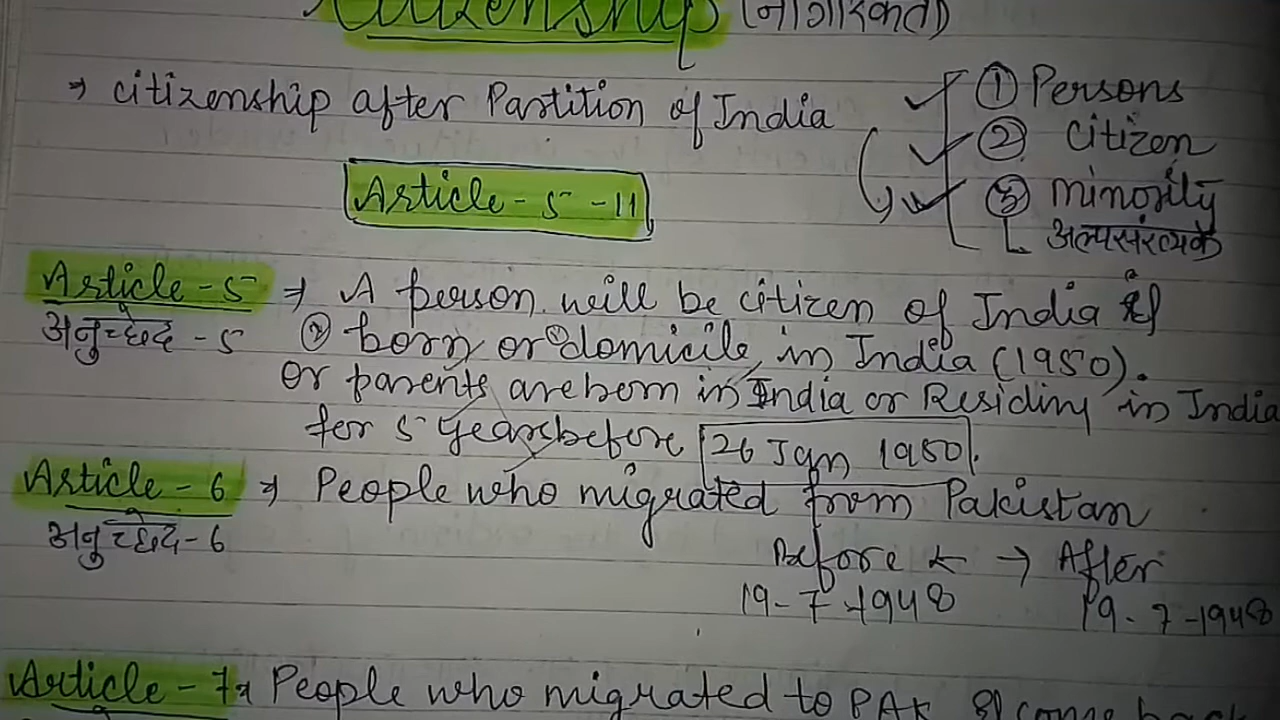 Citizenship (नागरिकता)
→ citizenship after Partition of India
① Persons
② citizen
③ minority
अल्पसंख्यक
Article - 5 - 11
Article - 5 → A person will be citizen of India if
अनुच्छेद - 5 ② born or ① domicile in India (1950).
or parents are born in India or Residing in India
for 5 years before 26 Jan 1950.
Article - 6 → People who migrated from Pakistan
अनुच्छेद - 6
Before ← → After
19-7-1948 19-7-1948
Article - 7 → People who migrated to PAK & come back